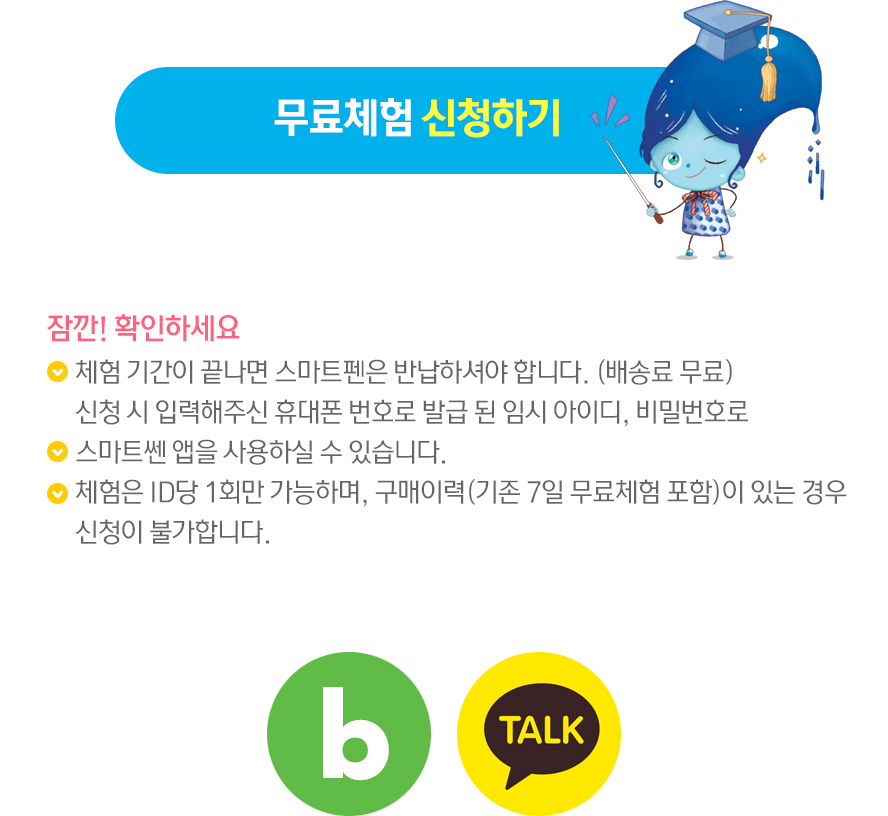 무료체험 신청하기
잠깐! 확인하세요
체험 기간이 끝나면 스마트펜은 반납하셔야 합니다. (배송료 무료)
신청 시 입력해주신 휴대폰 번호로 발급 된 임시 아이디, 비밀번호로
스마트쎈 앱을 사용하실 수 있습니다.
체험은 ID당 1회만 가능하며, 구매이력(기존 7일 무료체험 포함)이 있는 경우
신청이 불가합니다.
b
TALK